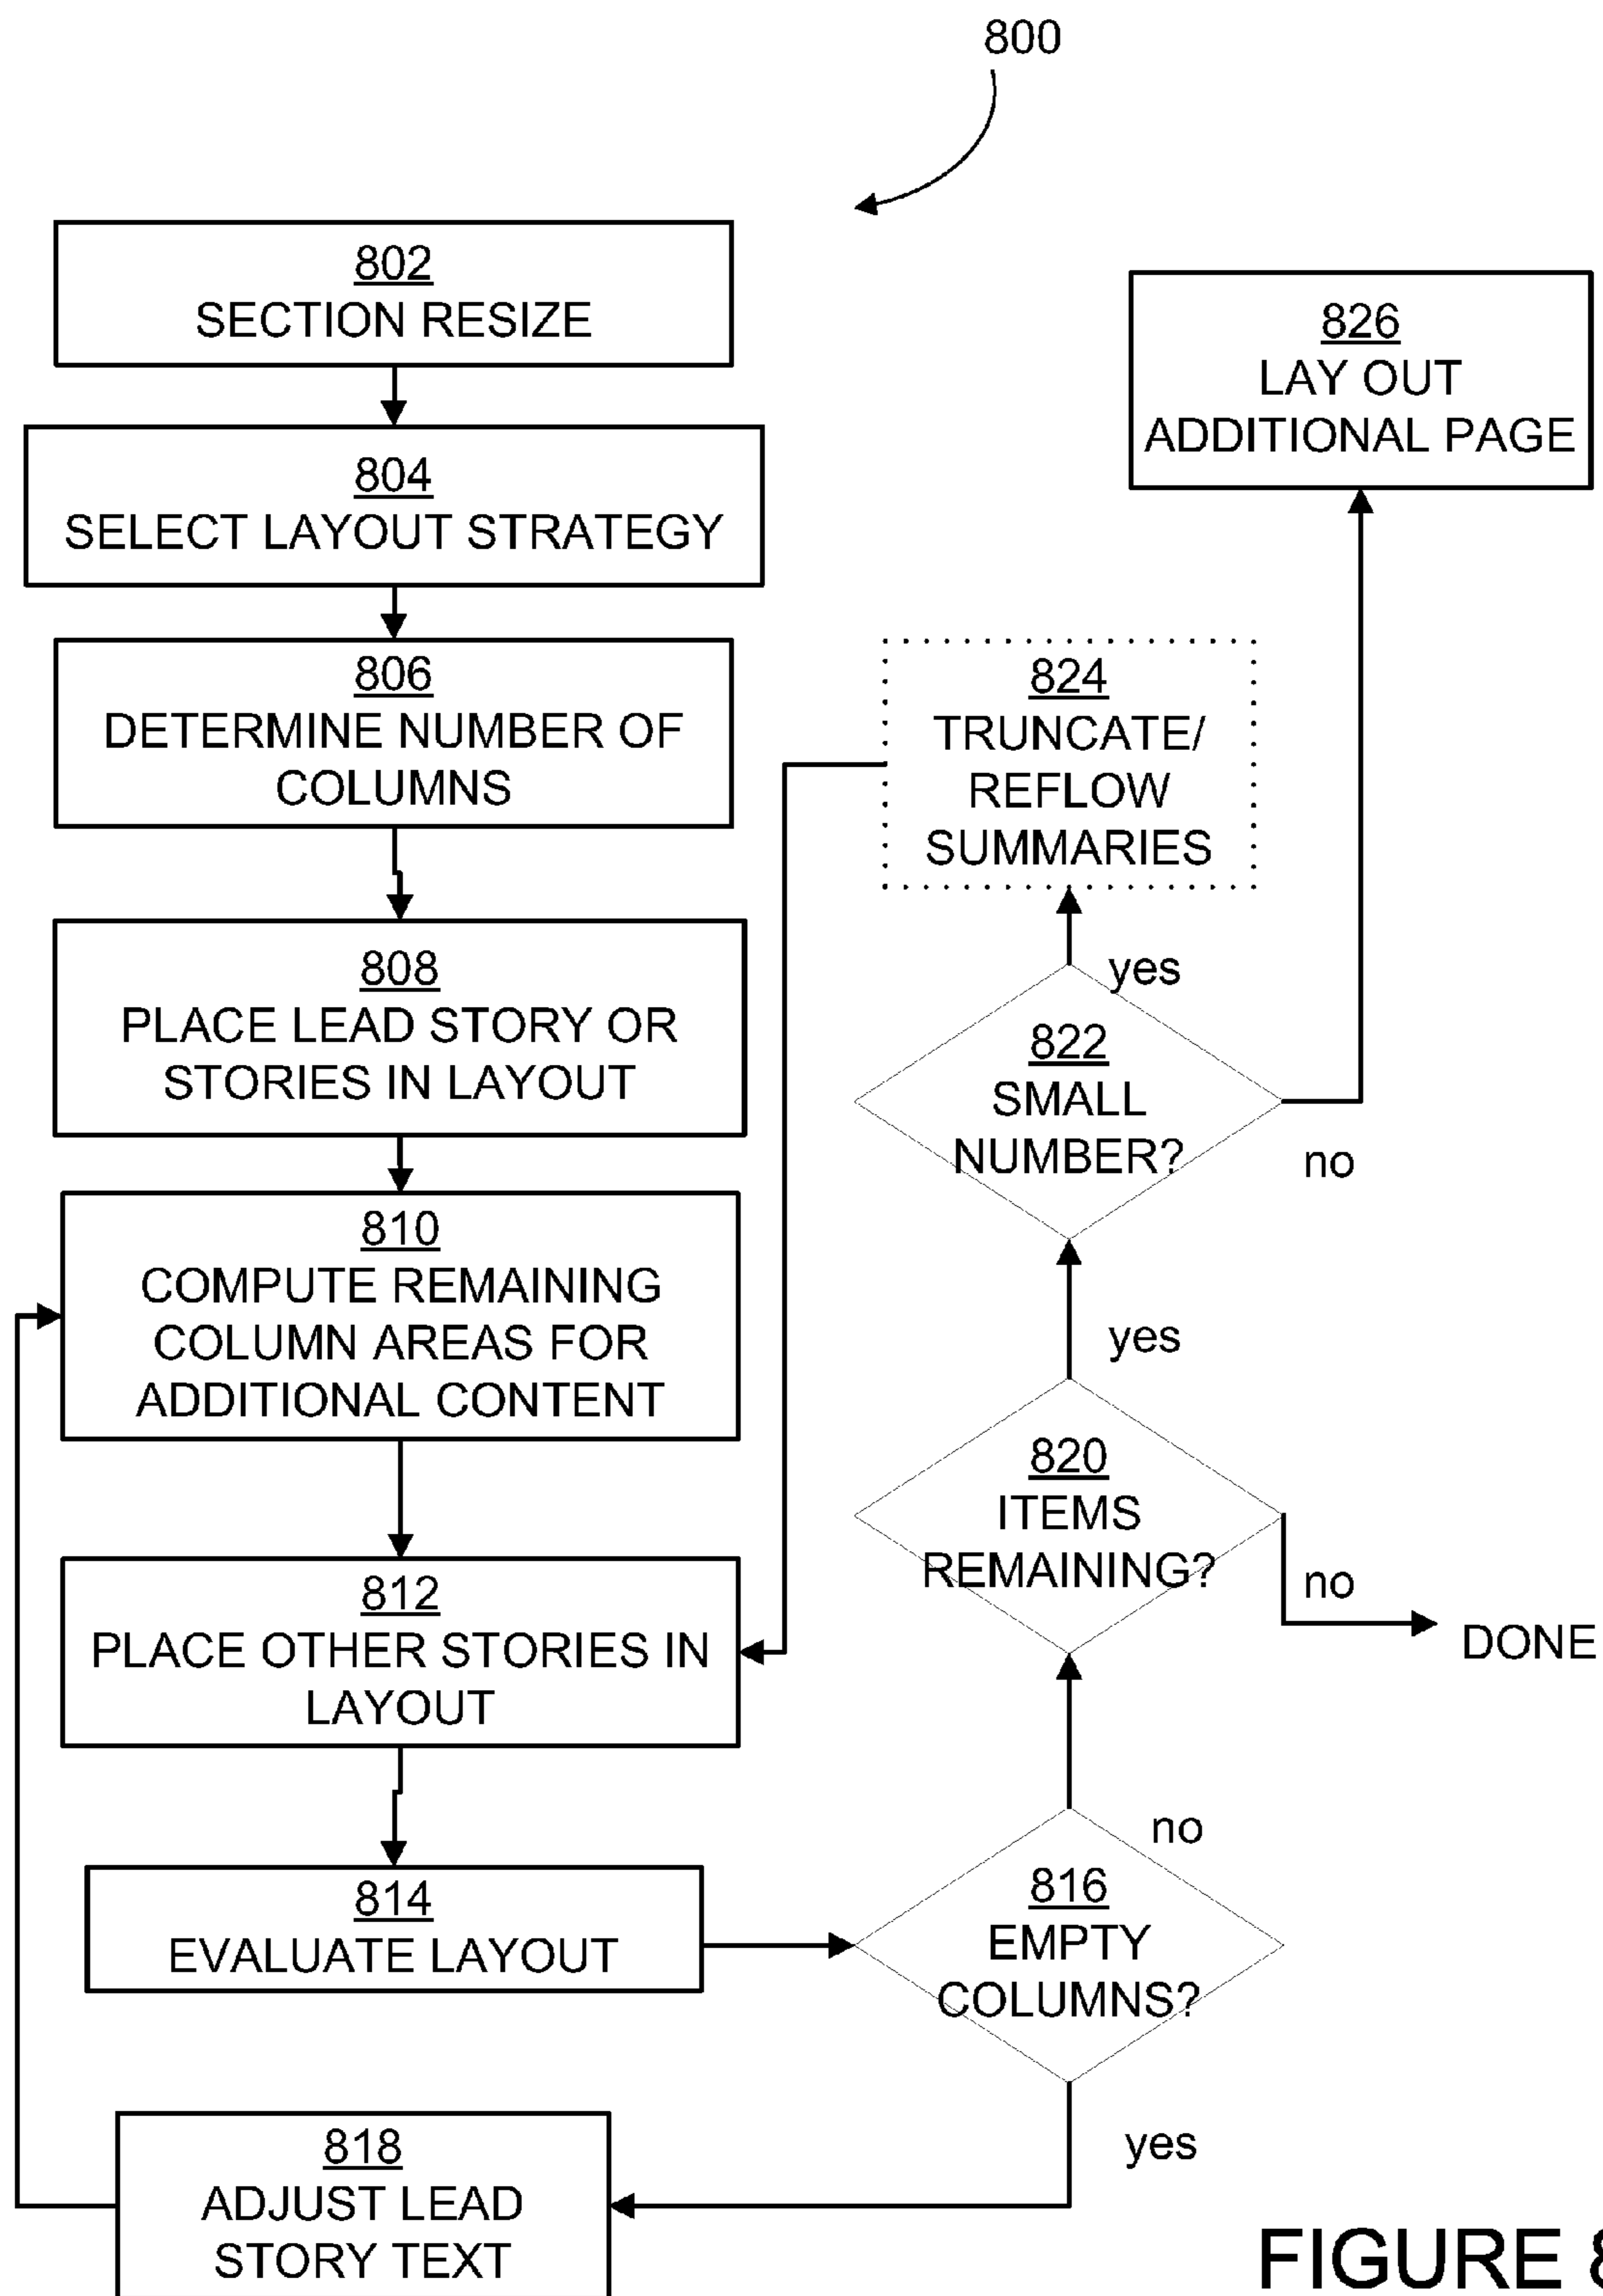 800
802
SECTION RESIZE
804
SELECT LAYOUT STRATEGY
806
DETERMINE NUMBER OF
COLUMNS
808
PLACE LEAD STORY OR
STORIES IN LAYOUT
810
COMPUTE REMAINING
COLUMN AREAS FOR
ADDITIONAL CONTENT
812
PLACE OTHER STORIES IN
LAYOUT
814
EVALUATE LAYOUT
816
EMPTY
COLUMNS?
no
yes
818
ADJUST LEAD
STORY TEXT
820
ITEMS
REMAINING?
yes
no
DONE
822
SMALL
NUMBER?
yes
no
824
TRUNCATE/
REFLOW
SUMMARIES
826
LAY OUT
ADDITIONAL PAGE
FIGURE 8